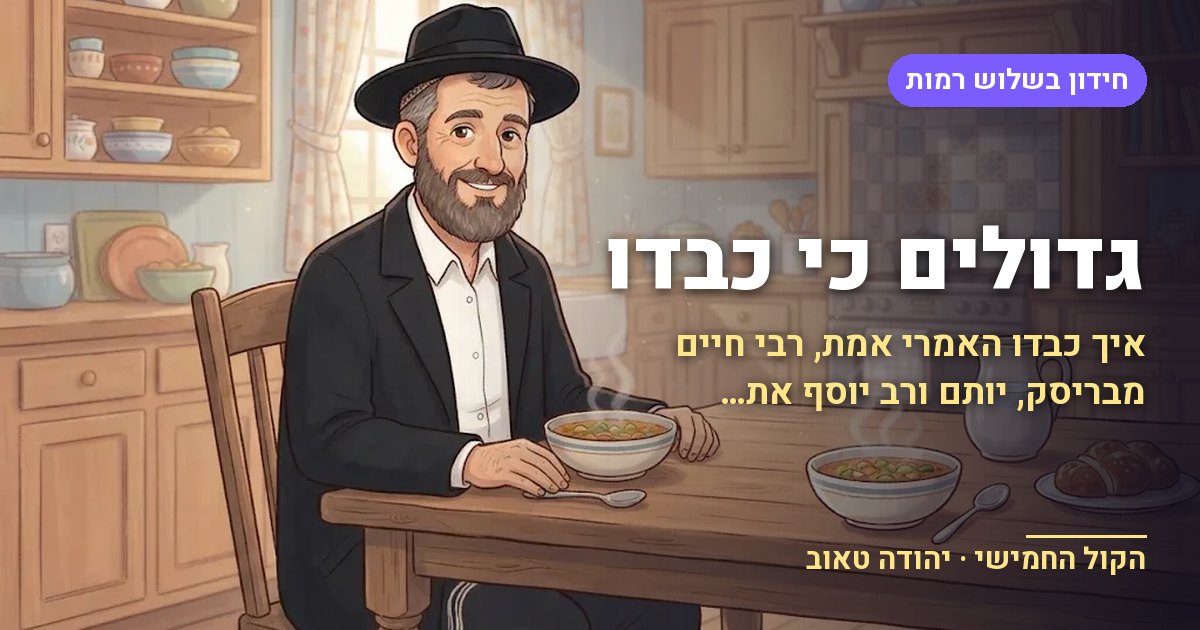 חידון בשלוש רמות
גדולים כי כבדו
איך כבדו האמרי אמת, רבי חיים
מבריסק, יותם ורב יוסף את...
הקול החמישי · יהודה טאוב